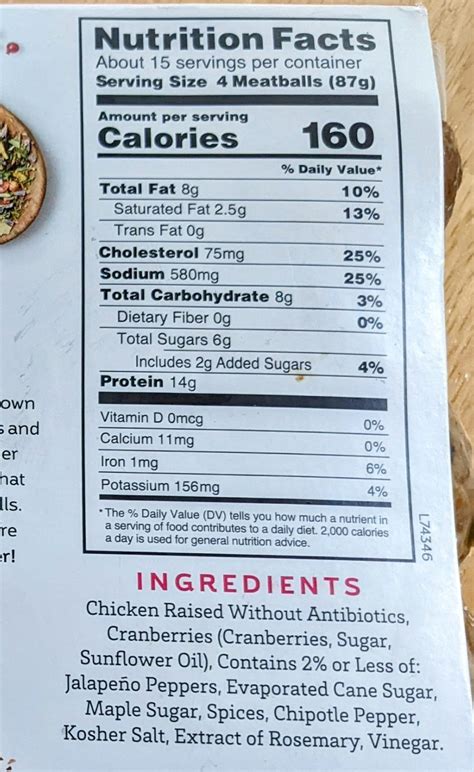 Nutrition Facts
About 15 servings per container
Serving Size 4 Meatballs (87g)
Amount per serving
Calories 160
% Daily Value*
Total Fat 8g 10%
Saturated Fat 2.5g 13%
Trans Fat 0g
Cholesterol 75mg 25%
Sodium 580mg 25%
Total Carbohydrate 8g 3%
Dietary Fiber 0g 0%
Total Sugars 6g
Includes 2g Added Sugars 4%
Protein 14g
Vitamin D 0mcg 0%
Calcium 11mg 0%
Iron 1mg 6%
Potassium 156mg 4%
*The % Daily Value (DV) tells you how much a nutrient in
a serving of food contributes to a daily diet. 2,000 calories
a day is used for general nutrition advice.
L74346
INGREDIENTS
Chicken Raised Without Antibiotics,
Cranberries (Cranberries, Sugar,
Sunflower Oil), Contains 2% or Less of:
Jalapeño Peppers, Evaporated Cane Sugar,
Maple Sugar, Spices, Chipotle Pepper,
Kosher Salt, Extract of Rosemary, Vinegar.